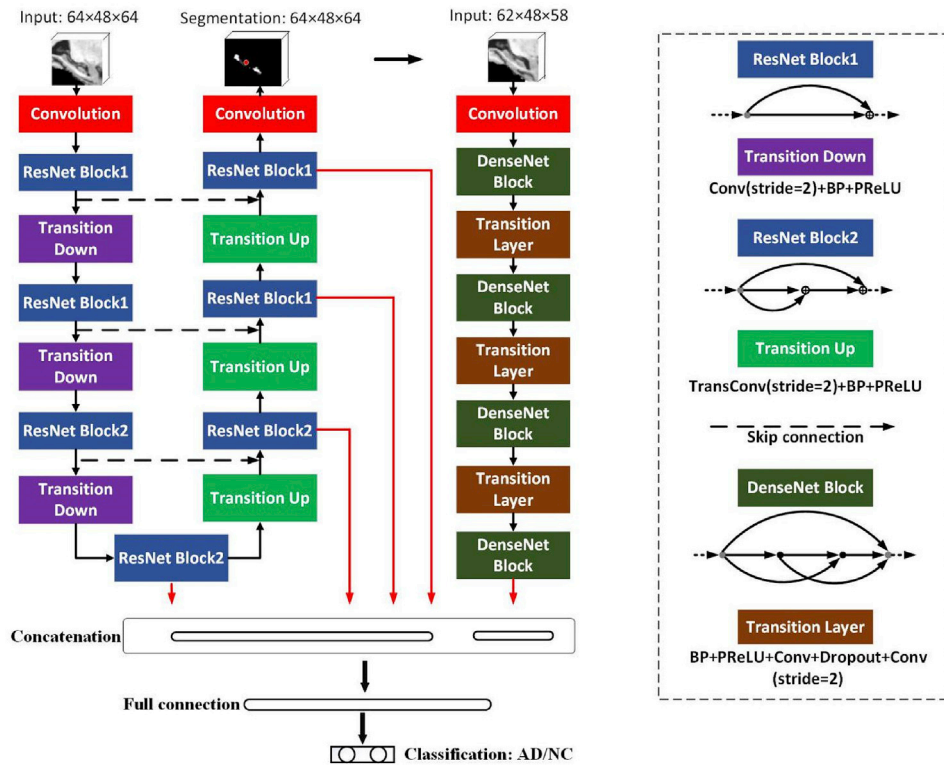 Input: 64×48×64
Segmentation: 64×48×64
Input: 62×48×58
Convolution
ResNet Block1
Transition
Down
ResNet Block1
Transition
Down
ResNet Block2
Transition
Down
ResNet Block2
Convolution
ResNet Block1
Transition Up
ResNet Block1
Transition Up
ResNet Block2
Transition Up
Convolution
DenseNet
Block
Transition
Layer
DenseNet
Block
Transition
Layer
DenseNet
Block
Transition
Layer
DenseNet
Block
Concatenation
Full connection
Classification: AD/NC
ResNet Block1
Transition Down
Conv(stride=2)+BP+PReLU
ResNet Block2
Transition Up
TransConv(stride=2)+BP+PReLU
Skip connection
DenseNet Block
Transition Layer
BP+PReLU+Conv+Dropout+Conv
(stride=2)